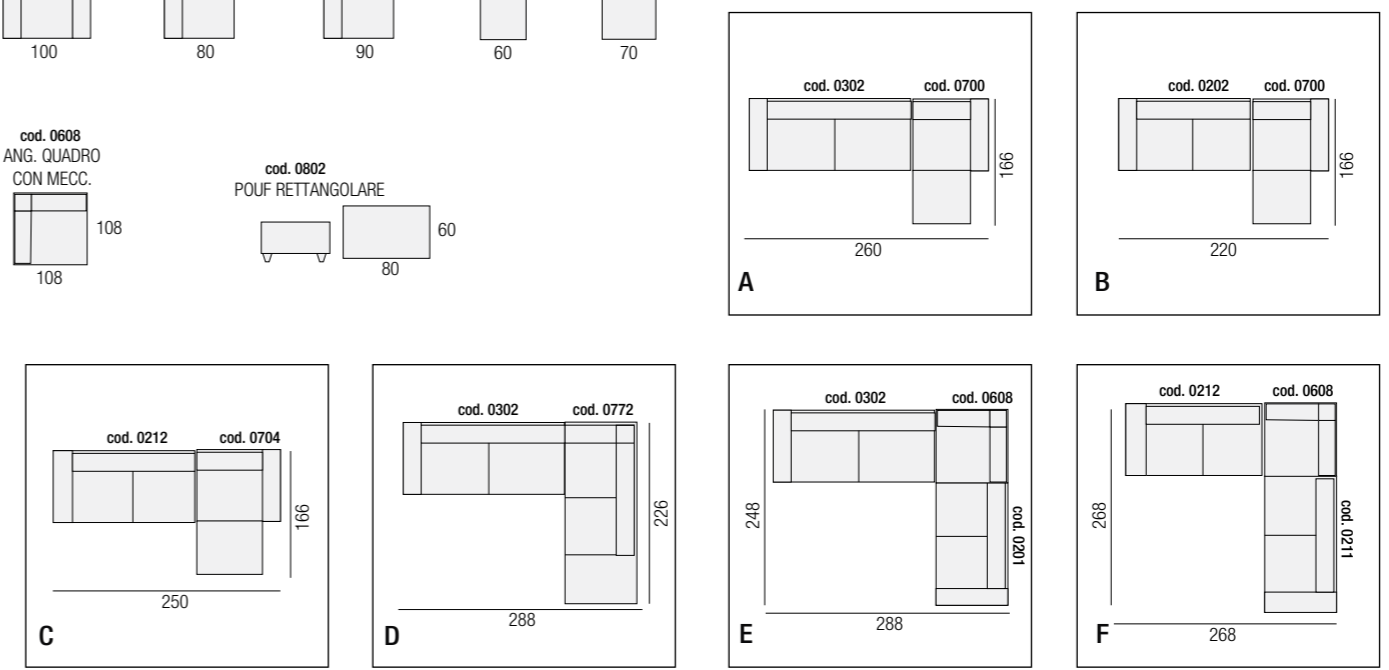 100
80
90
60
70
cod. 0608
ANG. QUADRO
CON MECC.
108
108
cod. 0802
POUF RETTANGOLARE
60
80
cod. 0302 cod. 0700
166
260
A
cod. 0202 cod. 0700
166
220
B
cod. 0212 cod. 0704
166
250
C
cod. 0302 cod. 0772
226
288
D
cod. 0302 cod. 0608
248
cod. 0201
288
E
cod. 0212 cod. 0608
268
cod. 0211
268
F